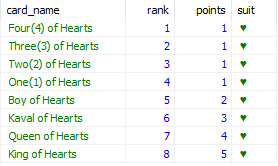 card_name rank points suit
Four(4) of Hearts 1 1 ♥
Three(3) of Hearts 2 1 ♥
Two(2) of Hearts 3 1 ♥
One(1) of Hearts 4 1 ♥
Boy of Hearts 5 2 ♥
Kaval of Hearts 6 3 ♥
Queen of Hearts 7 4 ♥
King of Hearts 8 5 ♥